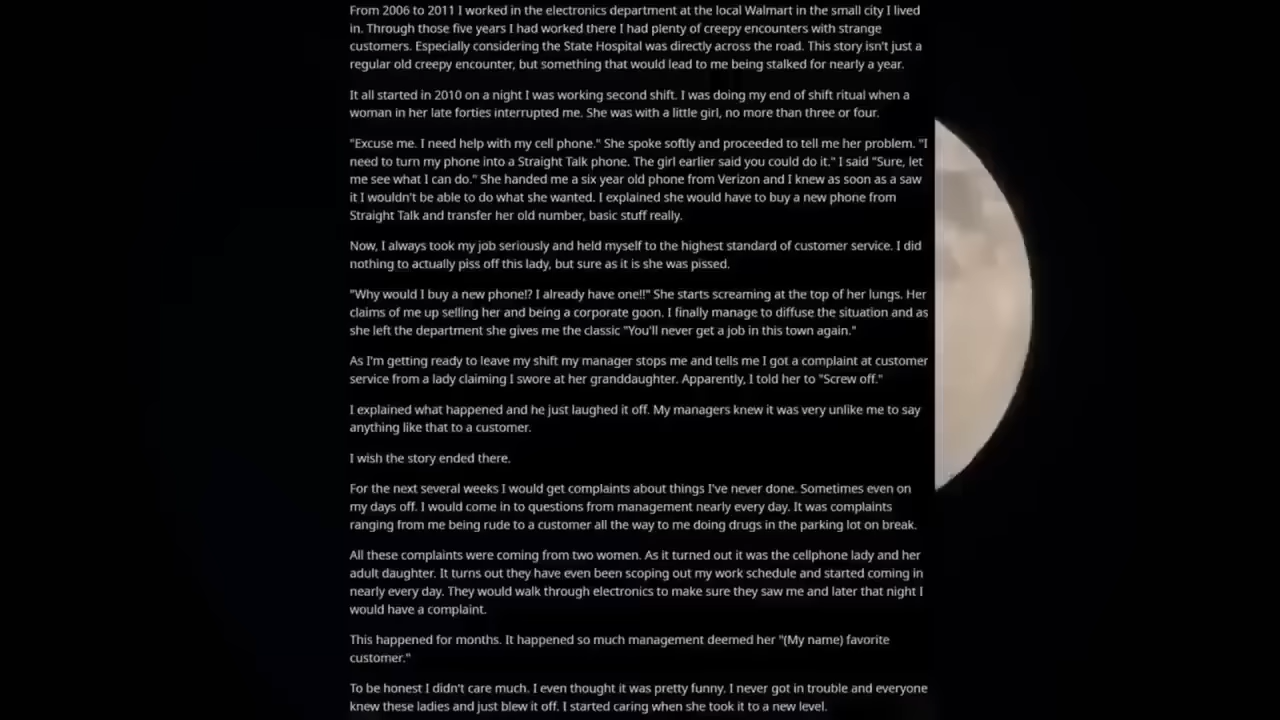 From 2006 to 2011 I worked in the electronics department at the local Walmart in the small city I lived
in. Through those five years I had worked there I had plenty of creepy encounters with strange
customers. Especially considering the State Hospital was directly across the road. This story isn't just a
regular old creepy encounter, but something that would lead to me being stalked for nearly a year.
It all started in 2010 on a night I was working second shift. I was doing my end of shift ritual when a
woman in her late forties interrupted me. She was with a little girl, no more than three or four.
"Excuse me. I need help with my cell phone." She spoke softly and proceeded to tell me her problem. "I
need to turn my phone into a Straight Talk phone. The girl earlier said you could do it." I said "Sure, let
me see what I can do." She handed me a six year old phone from Verizon and I knew as soon as a saw
it I wouldn't be able to do what she wanted. I explained she would have to buy a new phone from
Straight Talk and transfer her old number, basic stuff really.
Now, I always took my job seriously and held myself to the highest standard of customer service. I did
nothing to actually piss off this lady, but sure as it is she was pissed.
"Why would I buy a new phone!? I already have one!!" She starts screaming at the top of her lungs. Her
claims of me up selling her and being a corporate goon. I finally manage to diffuse the situation and as
she left the department she gives me the classic "You'll never get a job in this town again."
As I'm getting ready to leave my shift my manager stops me and tells me I got a complaint at customer
service from a lady claiming I swore at her granddaughter. Apparently, I told her to "Screw off."
I explained what happened and he just laughed it off. My managers knew it was very unlike me to say
anything like that to a customer.
I wish the story ended there.
For the next several weeks I would get complaints about things I've never done. Sometimes even on
my days off. I would come in to questions from management nearly every day. It was complaints
ranging from me being rude to a customer all the way to me doing drugs in the parking lot on break.
All these complaints were coming from two women. As it turned out it was the cellphone lady and her
adult daughter. It turns out they have even been scoping out my work schedule and started coming in
nearly every day. They would walk through electronics to make sure they saw me and later that night I
would have a complaint.
This happened for months. It happened so much management deemed her "(My name) favorite
customer."
To be honest I didn't care much. I even thought it was pretty funny. I never got in trouble and everyone
knew these ladies and just blew it off. I started caring when she took it to a new level.